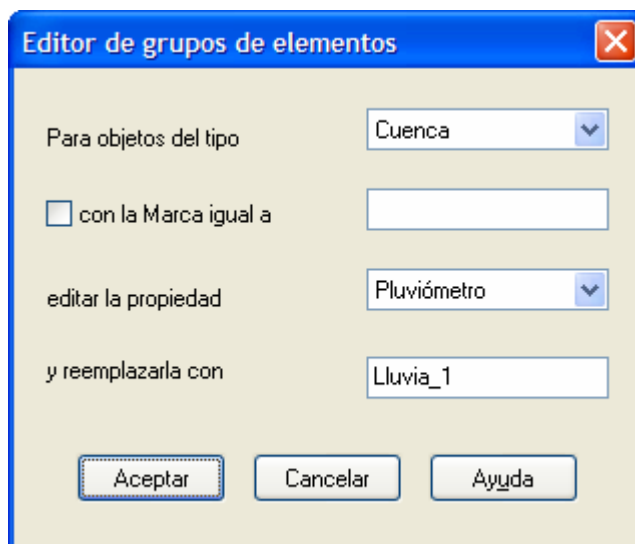 Editor de grupos de elementos
Para objetos del tipo Cuenca
con la Marca igual a
editar la propiedad Pluviómetro
y reemplazarla con Lluvia_1
Aceptar Cancelar Ayuda